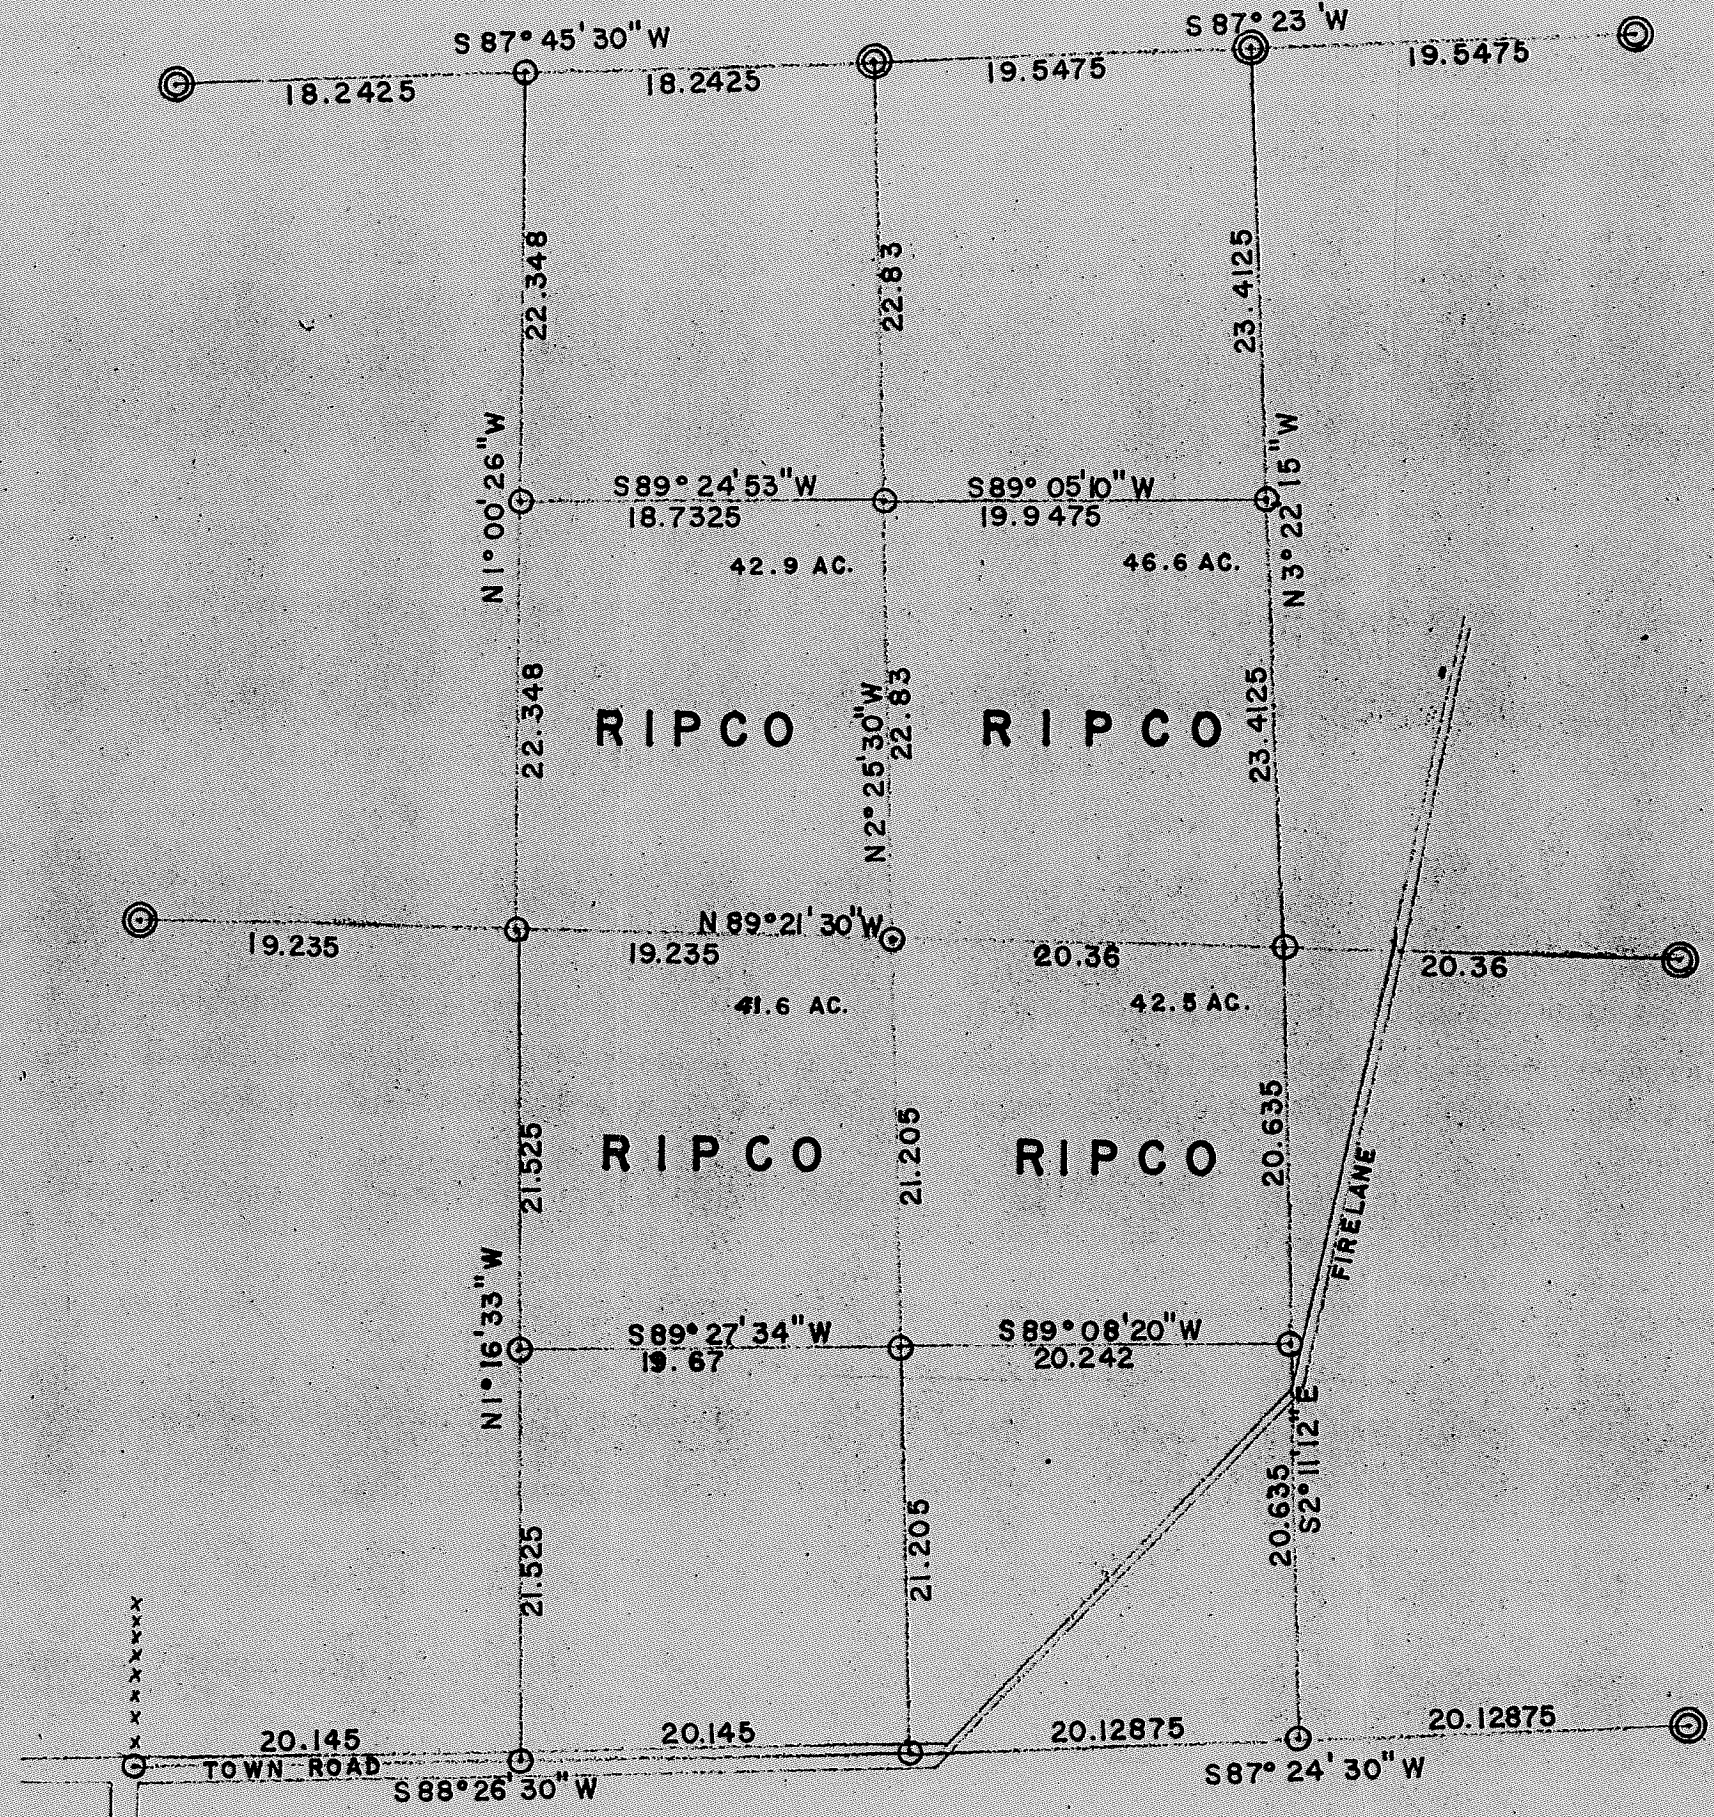 S 87° 45' 30" W
S 87° 23 'W
18.2425
18.2425
19.5475
19.5475
22.348
22.83
23.4125
N 1° 00' 26" W
S 89° 24' 53" W
18.7325
S 89° 05' 10" W
19.9475
N 3° 22' 15" W
42.9 AC.
46.6 AC.
22.348
RIPCO
N 2° 25' 30" W
22.83
RIPCO
23.4125
19.235
N 89° 21' 30" W
19.235
20.36
20.36
41.6 AC.
42.5 AC.
21.525
RIPCO
21.205
RIPCO
20.635
FIRELANE
N 1° 16' 33" W
S 89° 27' 34" W
19.67
S 89° 08' 20" W
20.242
21.525
21.205
20.635
S 2° 11' 12" E
20.145
20.145
20.12875
20.12875
TOWN ROAD
S 88° 26' 30" W
S 87° 24' 30" W